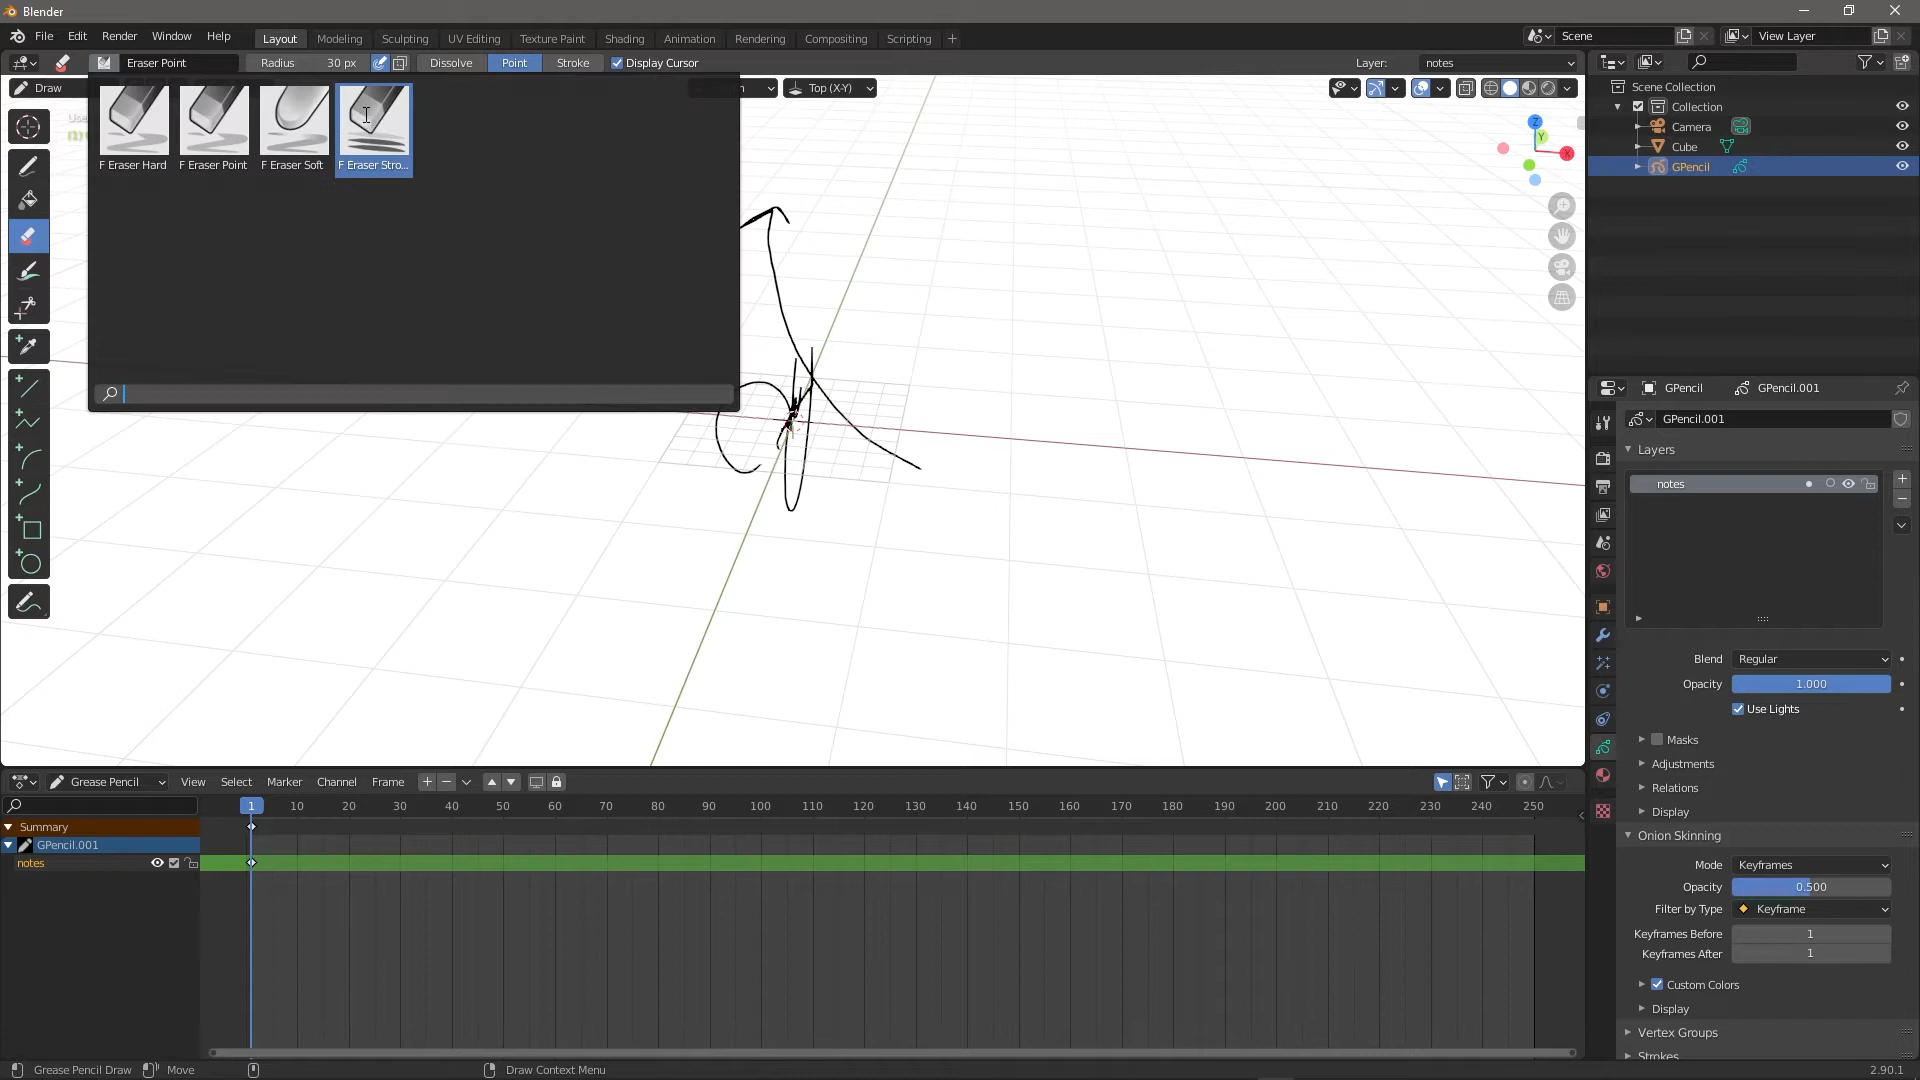 Blender
File Edit Render Window Help Layout Modeling Sculpting UV Editing Texture Paint Shading Animation Rendering Compositing Scripting + Scene View Layer
Eraser Point Radius 30 px Dissolve Point Stroke Display Cursor Layer: notes
Draw Top (X-Y)
F Eraser Hard F Eraser Point F Eraser Soft F Eraser Stro...
Z
Y
X
Scene Collection
Collection
Camera
Cube
GPencil
GPencil GPencil.001
GPencil.001
Layers
notes
Blend Regular
Opacity 1.000
Use Lights
Masks
Adjustments
Relations
Display
Onion Skinning
Mode Keyframes
Opacity 0.500
Filter by Type Keyframe
Keyframes Before 1
Keyframes After 1
Custom Colors
Display
Vertex Groups
Strokes
Grease Pencil View Select Marker Channel Frame
1 10 20 30 40 50 60 70 80 90 100 110 120 130 140 150 160 170 180 190 200 210 220 230 240 250
Summary
GPencil.001
notes
Grease Pencil Draw Move Draw Context Menu 2.90.1